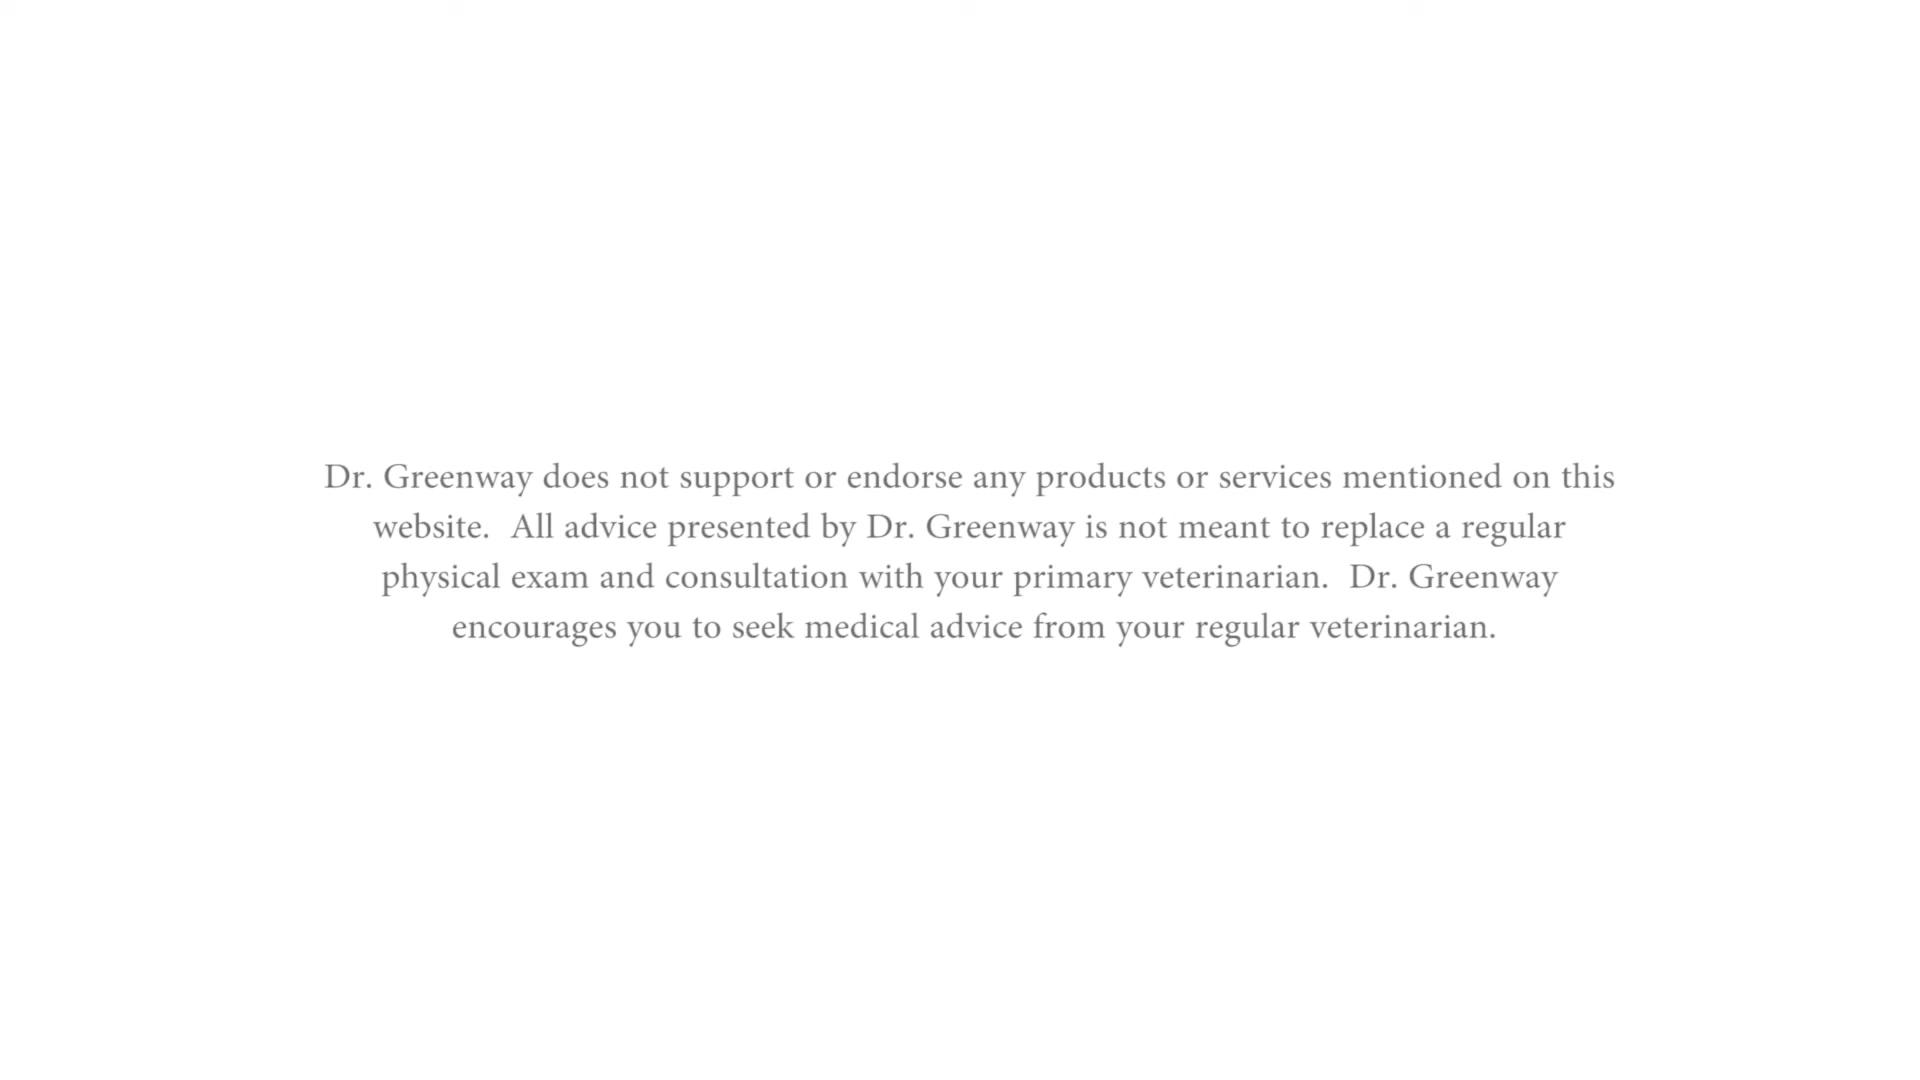 Dr. Greenway does not support or endorse any products or services mentioned on this
website.  All advice presented by Dr. Greenway is not meant to replace a regular
physical exam and consultation with your primary veterinarian.  Dr. Greenway
encourages you to seek medical advice from your regular veterinarian.